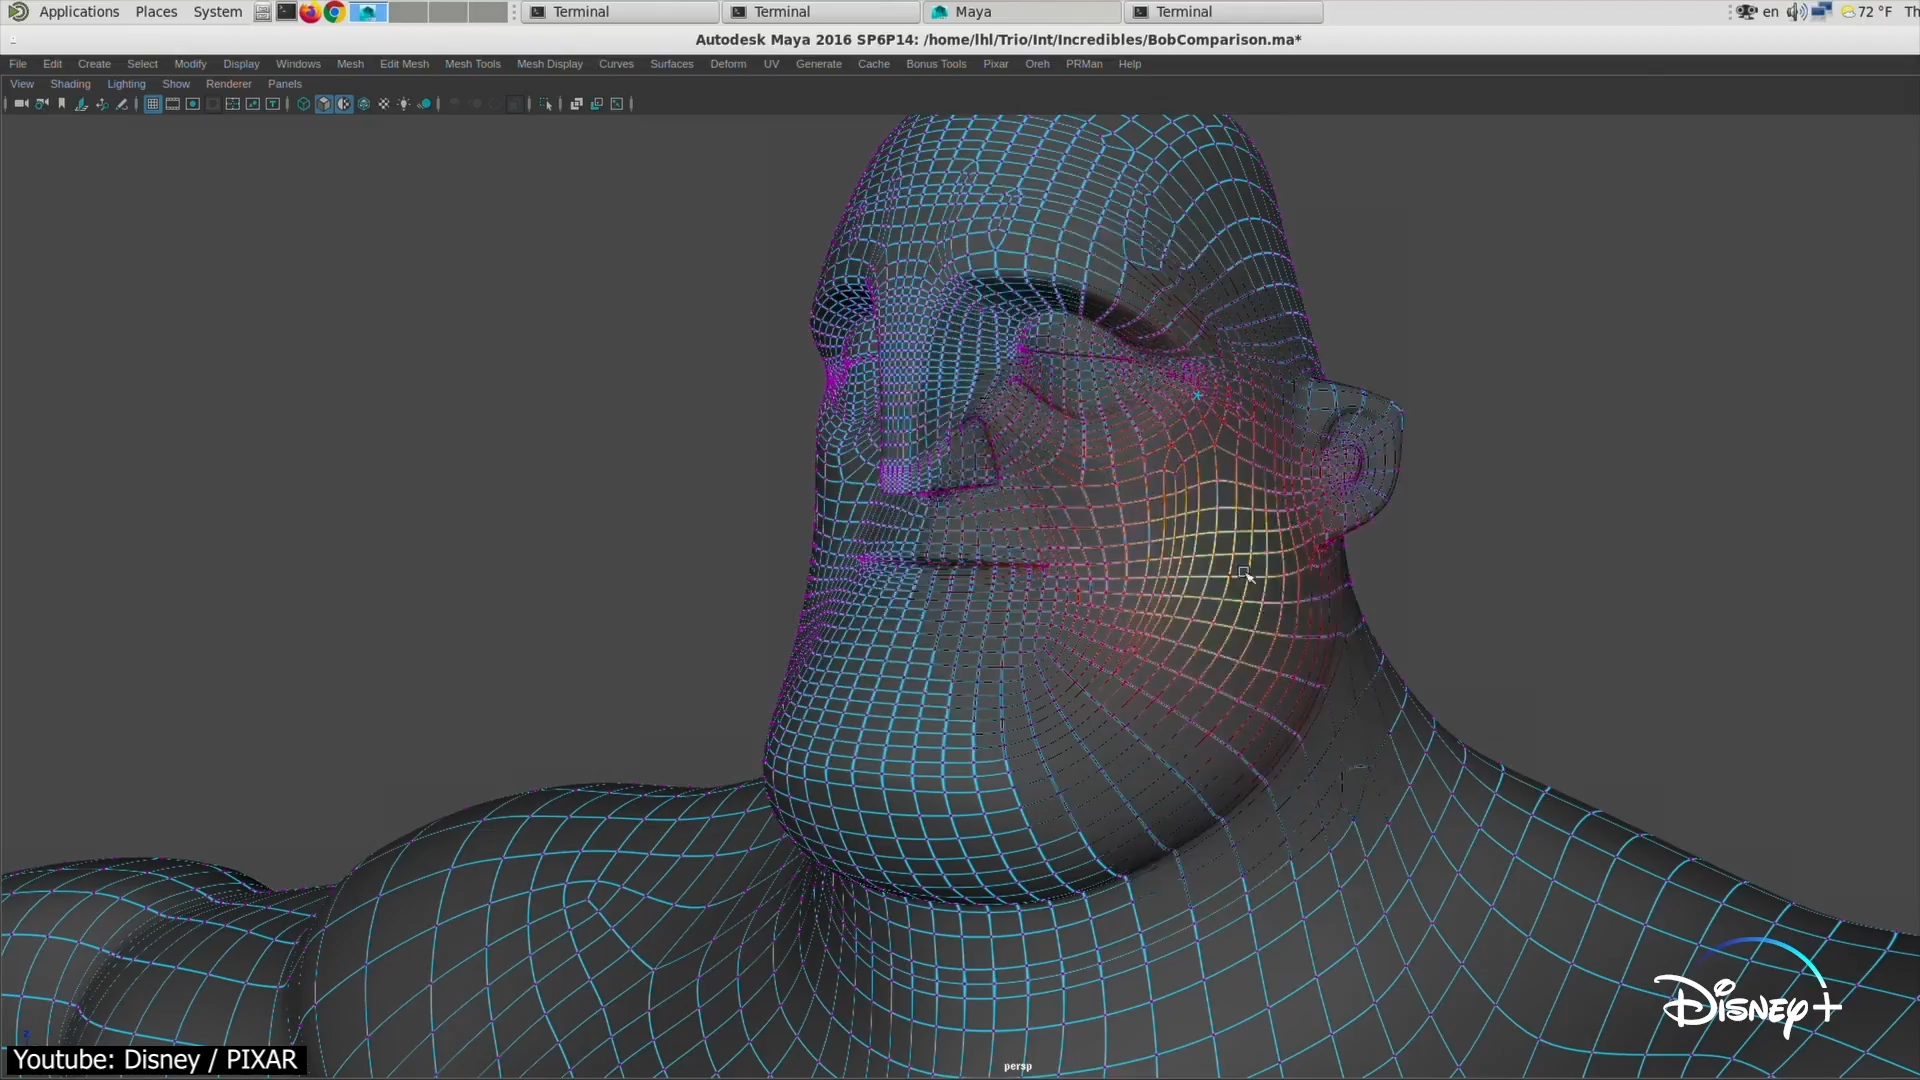 Applications Places System Terminal Terminal Maya Terminal en 72 °F Th
Autodesk Maya 2016 SP6P14: /home/lhl/Trio/Int/Incredibles/BobComparison.ma*
File Edit Create Select Modify Display Windows Mesh Edit Mesh Mesh Tools Mesh Display Curves Surfaces Deform UV Generate Cache Bonus Tools Pixar Oreh PRMan Help
View Shading Lighting Show Renderer Panels
Disney+
Youtube: Disney / PIXAR
persp